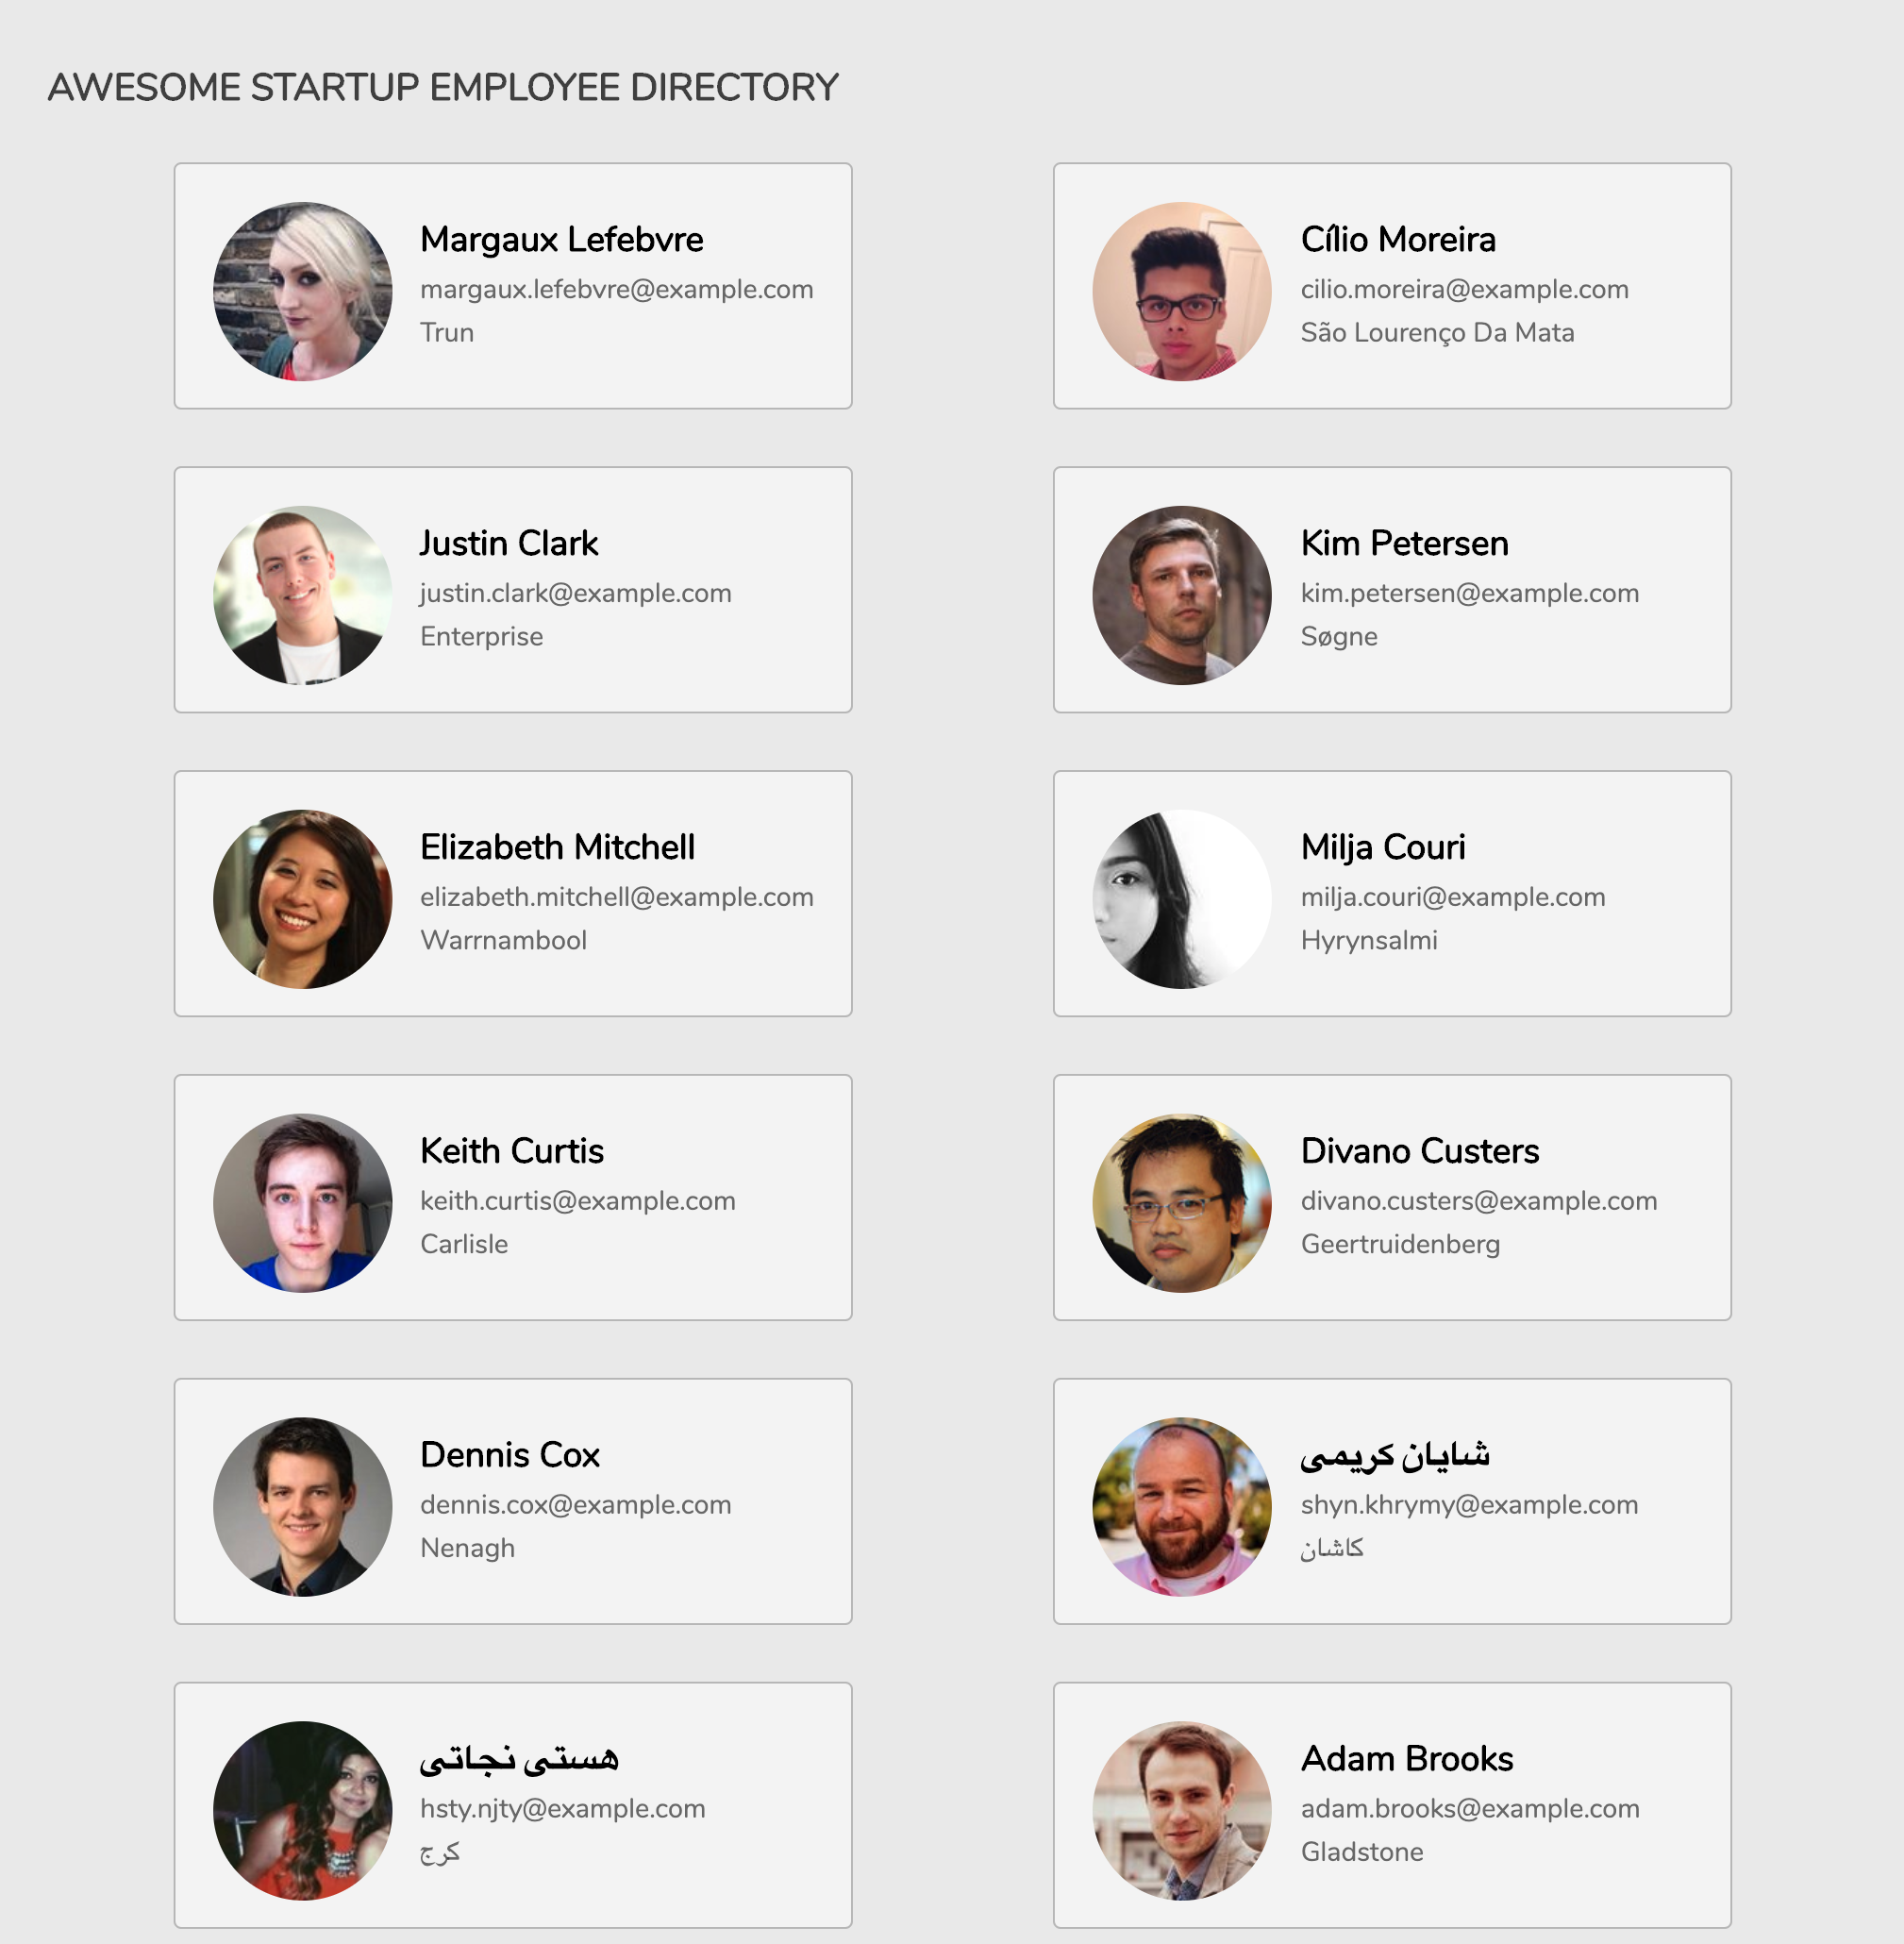 AWESOME STARTUP EMPLOYEE DIRECTORY
Margaux Lefebvre
margaux.lefebvre@example.com
Trun
Cílio Moreira
cilio.moreira@example.com
São Lourenço Da Mata
Justin Clark
justin.clark@example.com
Enterprise
Kim Petersen
kim.petersen@example.com
Søgne
Elizabeth Mitchell
elizabeth.mitchell@example.com
Warrnambool
Milja Couri
milja.couri@example.com
Hyrynsalmi
Keith Curtis
keith.curtis@example.com
Carlisle
Divano Custers
divano.custers@example.com
Geertruidenberg
Dennis Cox
dennis.cox@example.com
Nenagh
شایان کریمی
shyn.khrymy@example.com
کاشان
هستی نجاتی
hsty.njty@example.com
کرج
Adam Brooks
adam.brooks@example.com
Gladstone